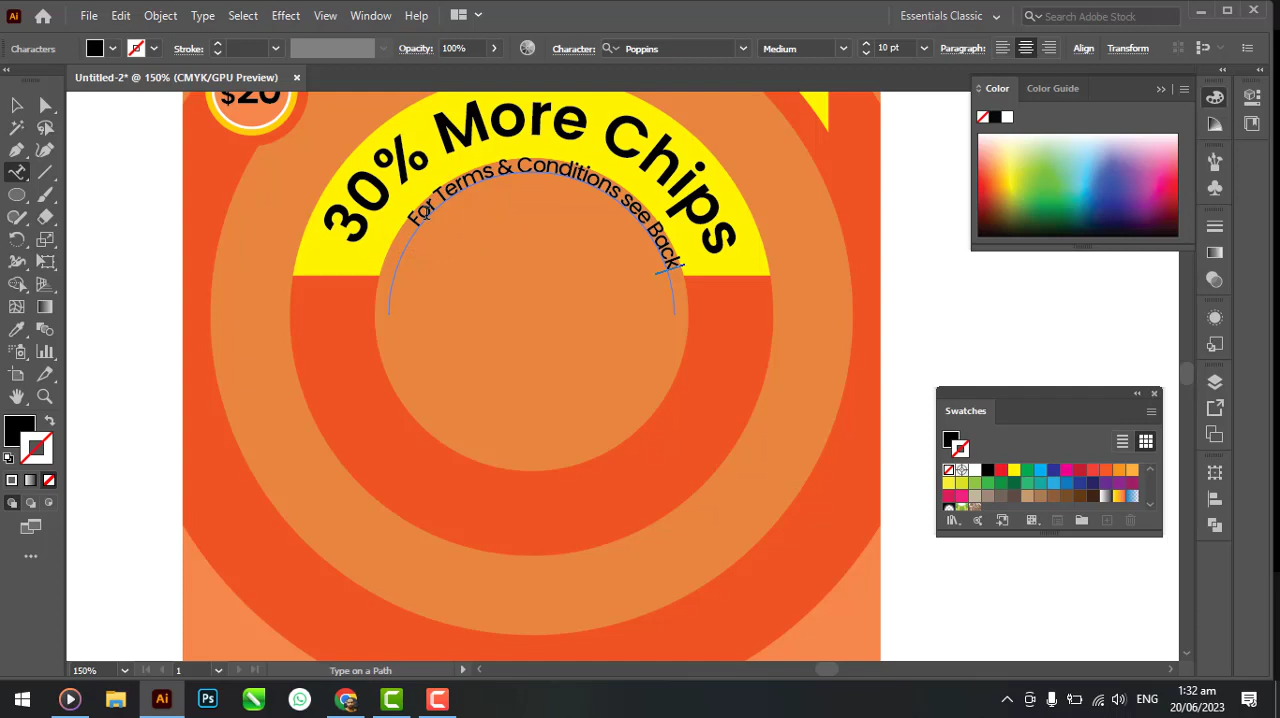 Ai
File Edit Object Type Select Effect View Window Help
Essentials Classic
Search Adobe Stock
Characters
Stroke:
Opacity: 100%
Character: Poppins
Medium
10 pt
Paragraph:
Align
Transform
Untitled-2* @ 150% (CMYK/GPU Preview)
Color
Color Guide
$20
30% More Chips
For Terms & Conditions see Back
Swatches
150%
1
Type on a Path
Ai
Ps
ENG
1:32 am
20/06/2023